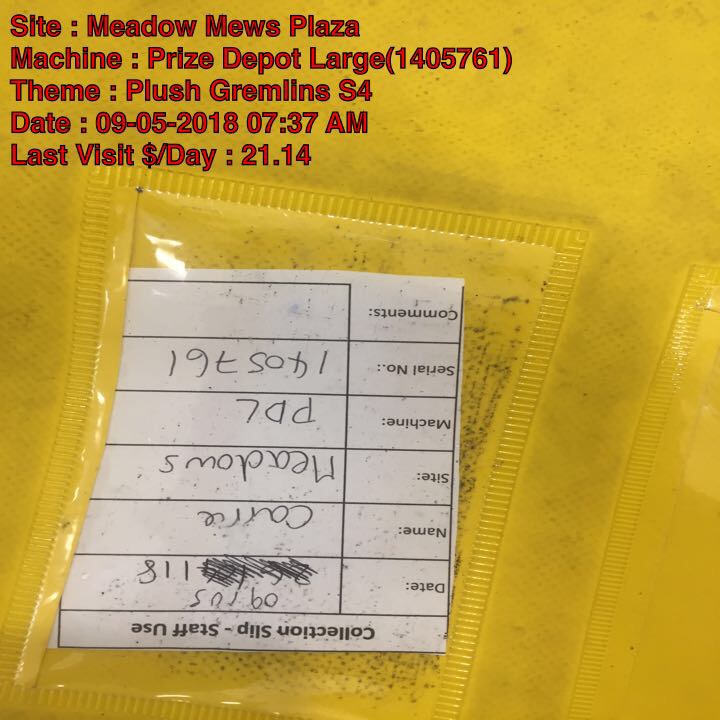 Site : Meadow Mews Plaza
Machine : Prize Depot Large(1405761)
Theme : Plush Gremlins S4
Date : 09-05-2018 07:37 AM
Last Visit $/Day : 21.14
Collection Slip - Staff Use
Date: 09/05 /18
Name: Carrie
Site: Meadows
Machine: PDL
Serial No.: 1405761
Comments: